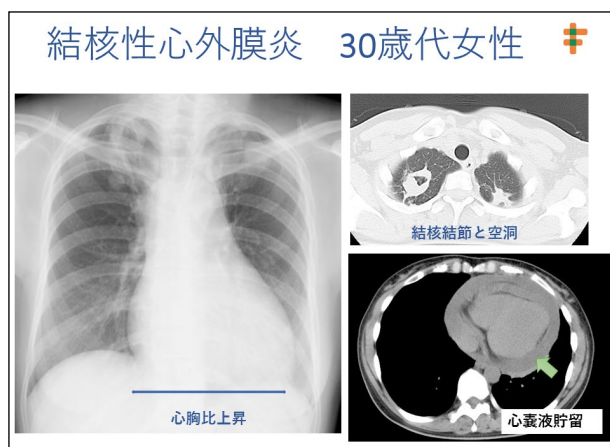 結核性心外膜炎　30歳代女性
結核結節と空洞
心胸比上昇
心嚢液貯留